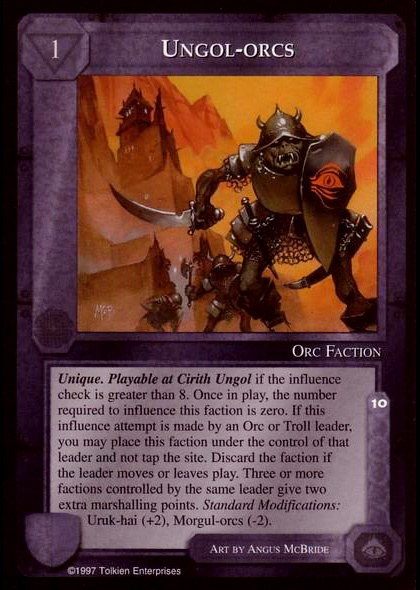 1
UNGOL-ORCS
MCB
ORC FACTION
Unique. Playable at Cirith Ungol if the influence
check is greater than 8. Once in play, the number
required to influence this faction is zero. If this
influence attempt is made by an Orc or Troll leader,
you may place this faction under the control of that
leader and not tap the site. Discard the faction if
the leader moves or leaves play. Three or more
factions controlled by the same leader give two
extra marshalling points. Standard Modifications:
Uruk-hai (+2), Morgul-orcs (-2).
10
ART BY ANGUS MCBRIDE
©1997 Tolkien Enterprises